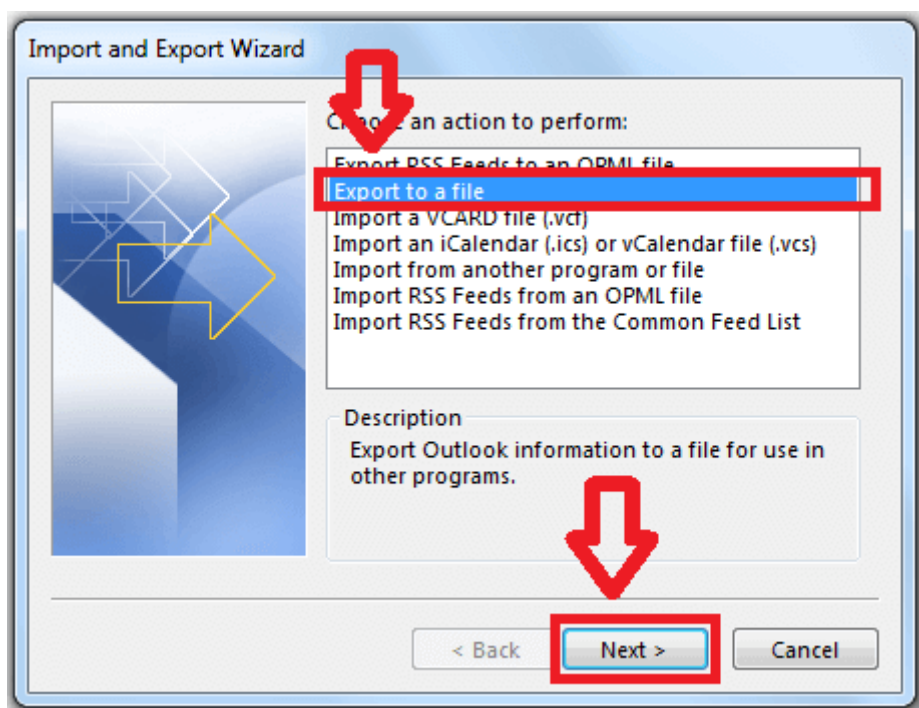 Import and Export Wizard
Choose an action to perform:
Export RSS Feeds to an OPML file
Export to a file
Import a VCARD file (.vcf)
Import an iCalendar (.ics) or vCalendar file (.vcs)
Import from another program or file
Import RSS Feeds from an OPML file
Import RSS Feeds from the Common Feed List
Description
Export Outlook information to a file for use in
other programs.
< Back Next > Cancel